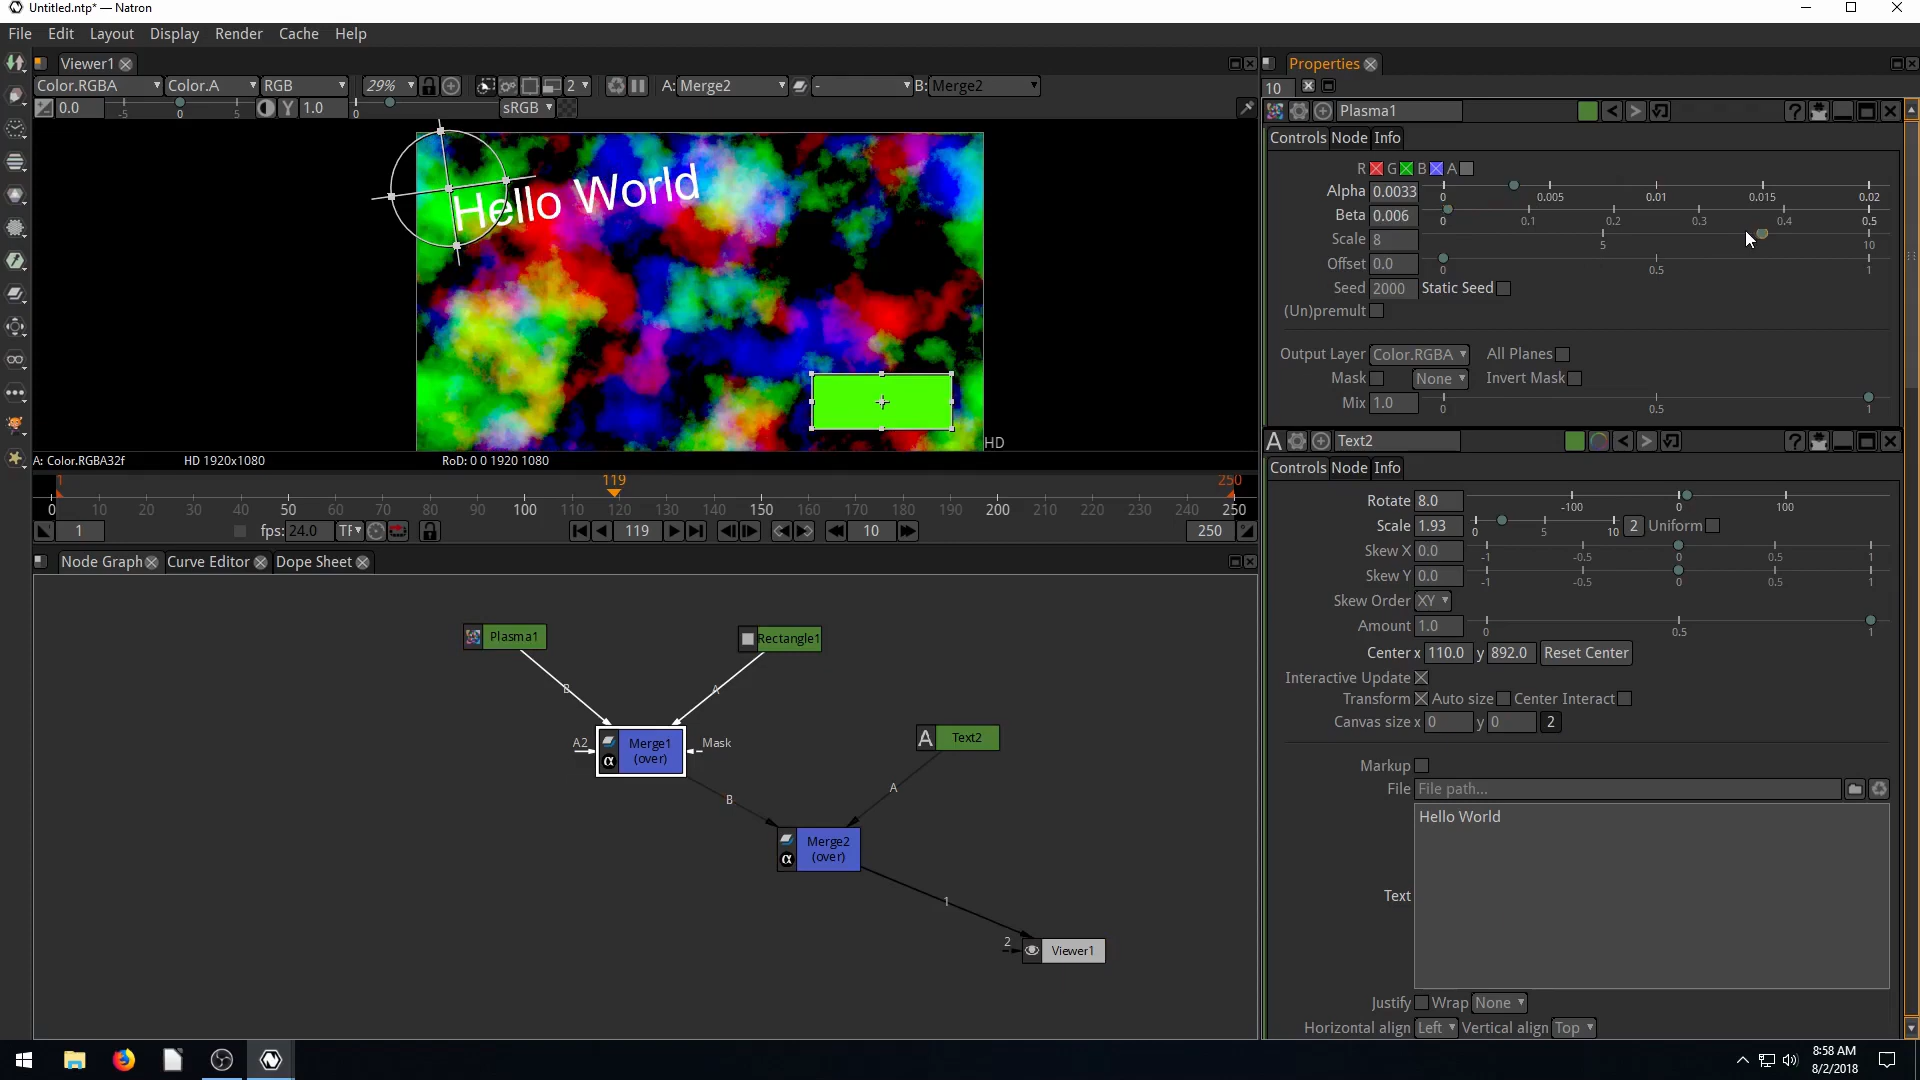 Untitled.ntp* — Natron
File Edit Layout Display Render Cache Help
Viewer1
Color.RGBA Color.A RGB 29% 2 A: Merge2 - B: Merge2
0.0 -5 0 5 Y 1.0 0 sRGB
Hello World
HD
A: Color.RGBA32f HD 1920x1080 RoD: 0 0 1920 1080
1 119 250
0 10 20 30 40 50 60 70 80 90 100 110 120 130 140 150 160 170 180 190 200 210 220 230 240 250
1 fps: 24.0 TF 119 10 250
Node Graph Curve Editor Dope Sheet
Plasma1
Rectangle1
B
A
A2
Merge1
(over)
Mask
Text2
B
A
Merge2
(over)
1
2
Viewer1
Properties
10
Plasma1
?
Controls Node Info
R G B A
Alpha 0.0033 0 0.005 0.01 0.015 0.02
Beta 0.006 0 0.1 0.2 0.3 0.4 0.5
Scale 8 5 10
Offset 0.0 0 0.5 1
Seed 2000 Static Seed
(Un)premult
Output Layer Color.RGBA All Planes
Mask None Invert Mask
Mix 1.0 0 0.5 1
A Text2
?
Controls Node Info
Rotate 8.0 -100 0 100
Scale 1.93 0 5 10 2 Uniform
Skew X 0.0 -1 -0.5 0 0.5 1
Skew Y 0.0 -1 -0.5 0 0.5 1
Skew Order XY
Amount 1.0 0 0.5 1
Center x 110.0 y 892.0 Reset Center
Interactive Update
Transform Auto size Center Interact
Canvas size x 0 y 0 2
Markup
File File path...
Hello World
Text
Justify Wrap None
Horizontal align Left Vertical align Top
8:58 AM
8/2/2018